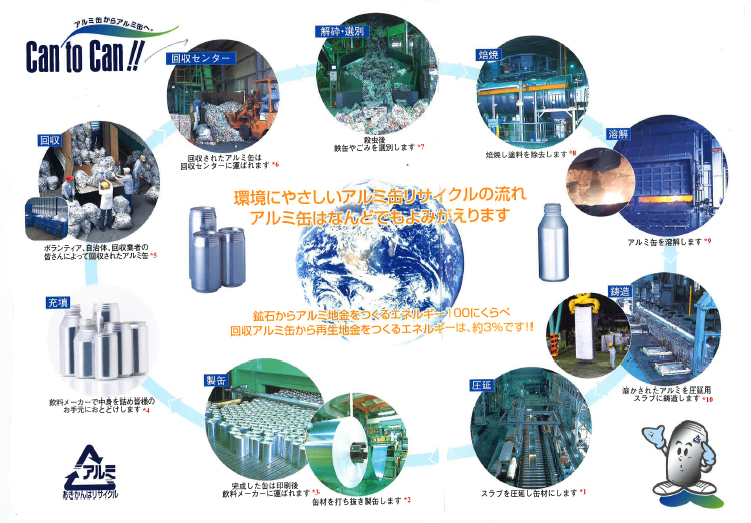 アルミ缶からアルミ缶へ。
Can to Can!!
回収センター
回収されたアルミ缶は
回収センターに運ばれます *6
解砕・選別
殺虫後
鉄缶やごみを選別します *7
焙焼
焙焼し塗料を除去します *8
溶解
アルミ缶を溶解します *9
回収
ボランティア、自治体、回収業者の
皆さんによって回収されたアルミ缶 *5
環境にやさしいアルミ缶リサイクルの流れ
アルミ缶はなんどでもよみがえります
鉱石からアルミ地金をつくるエネルギー100にくらべ
回収アルミ缶から再生地金をつくるエネルギーは、約3%です!!
鋳造
溶かされたアルミを圧延用
スラブに鋳造します *10
充填
飲料メーカーで中身を詰め皆様の
お手元におとどけします *4
製缶
完成した缶は印刷後
飲料メーカーに運ばれます *3
缶材を打ち抜き製缶します *2
圧延
スラブを圧延し缶材にします *1
アルミ
あきかんはリサイクル